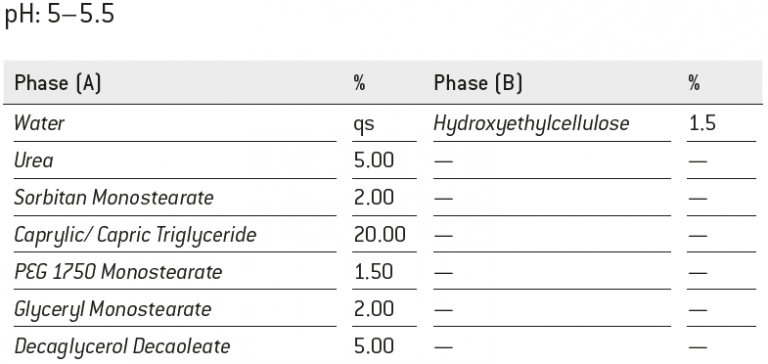 pH: 5–5.5
Phase (A) % Phase (B) %
Water qs Hydroxyethylcellulose 1.5
Urea 5.00 — —
Sorbitan Monostearate 2.00 — —
Caprylic/ Capric Triglyceride 20.00 — —
PEG 1750 Monostearate 1.50 — —
Glyceryl Monostearate 2.00 — —
Decaglycerol Decaoleate 5.00 — —